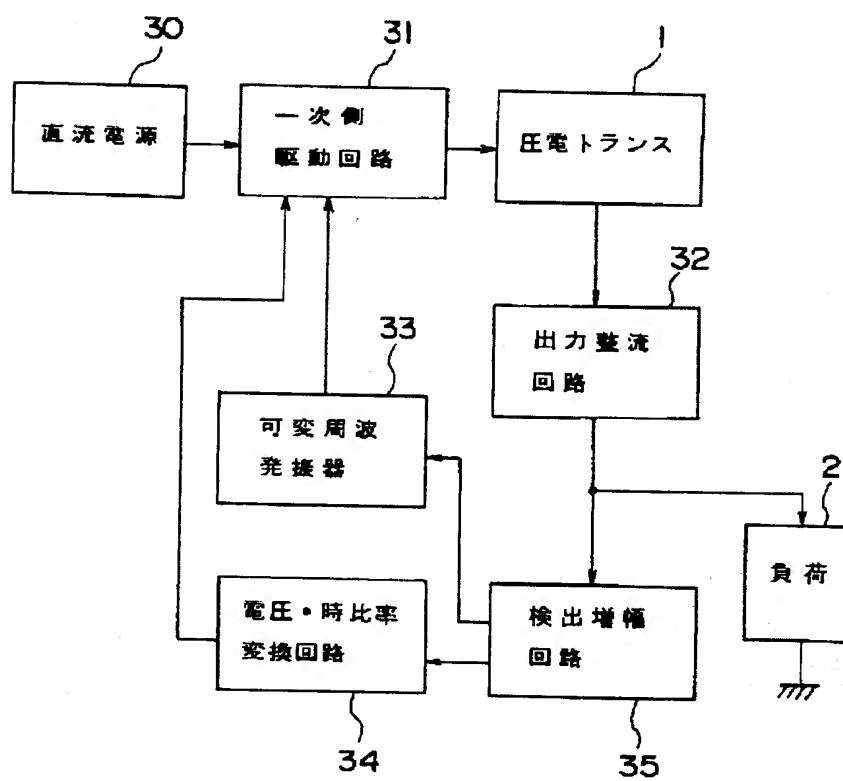 30
31
1
直流電源
一次側
駆動回路
圧電トランス
32
出力整流
回路
33
可変周波
発振器
2
負荷
電圧・時比率
変換回路
検出増幅
回路
34
35